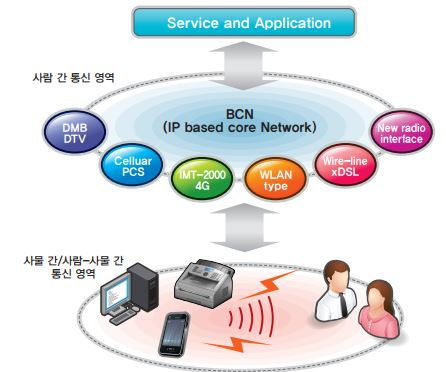 Service and Application
사람 간 통신 영역
BCN
(IP based core Network)
DMB
DTV
Celluar
PCS
IMT-2000
4G
WLAN
type
Wire-line
xDSL
New radio
interface
사물 간/사람-사물 간
통신 영역